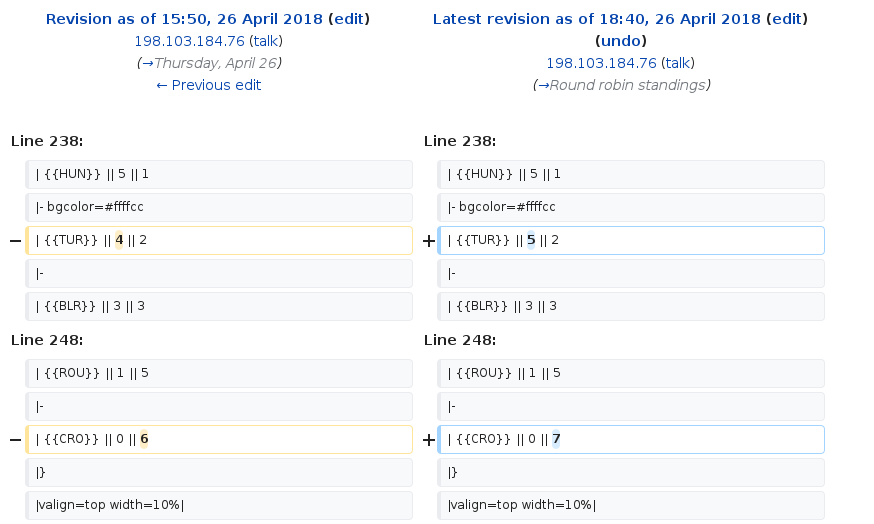 Revision as of 15:50, 26 April 2018 (edit)
198.103.184.76 (talk)
(→Thursday, April 26)
← Previous edit
Latest revision as of 18:40, 26 April 2018 (edit)
(undo)
198.103.184.76 (talk)
(→Round robin standings)
Line 238:
Line 238:
| {{HUN}} || 5 || 1
| {{HUN}} || 5 || 1
|- bgcolor=#ffffcc
|- bgcolor=#ffffcc
− | {{TUR}} || 4 || 2
+ | {{TUR}} || 5 || 2
|-
|-
| {{BLR}} || 3 || 3
| {{BLR}} || 3 || 3
Line 248:
Line 248:
| {{ROU}} || 1 || 5
| {{ROU}} || 1 || 5
|-
|-
− | {{CRO}} || 0 || 6
+ | {{CRO}} || 0 || 7
|}
|}
|valign=top width=10%|
|valign=top width=10%|